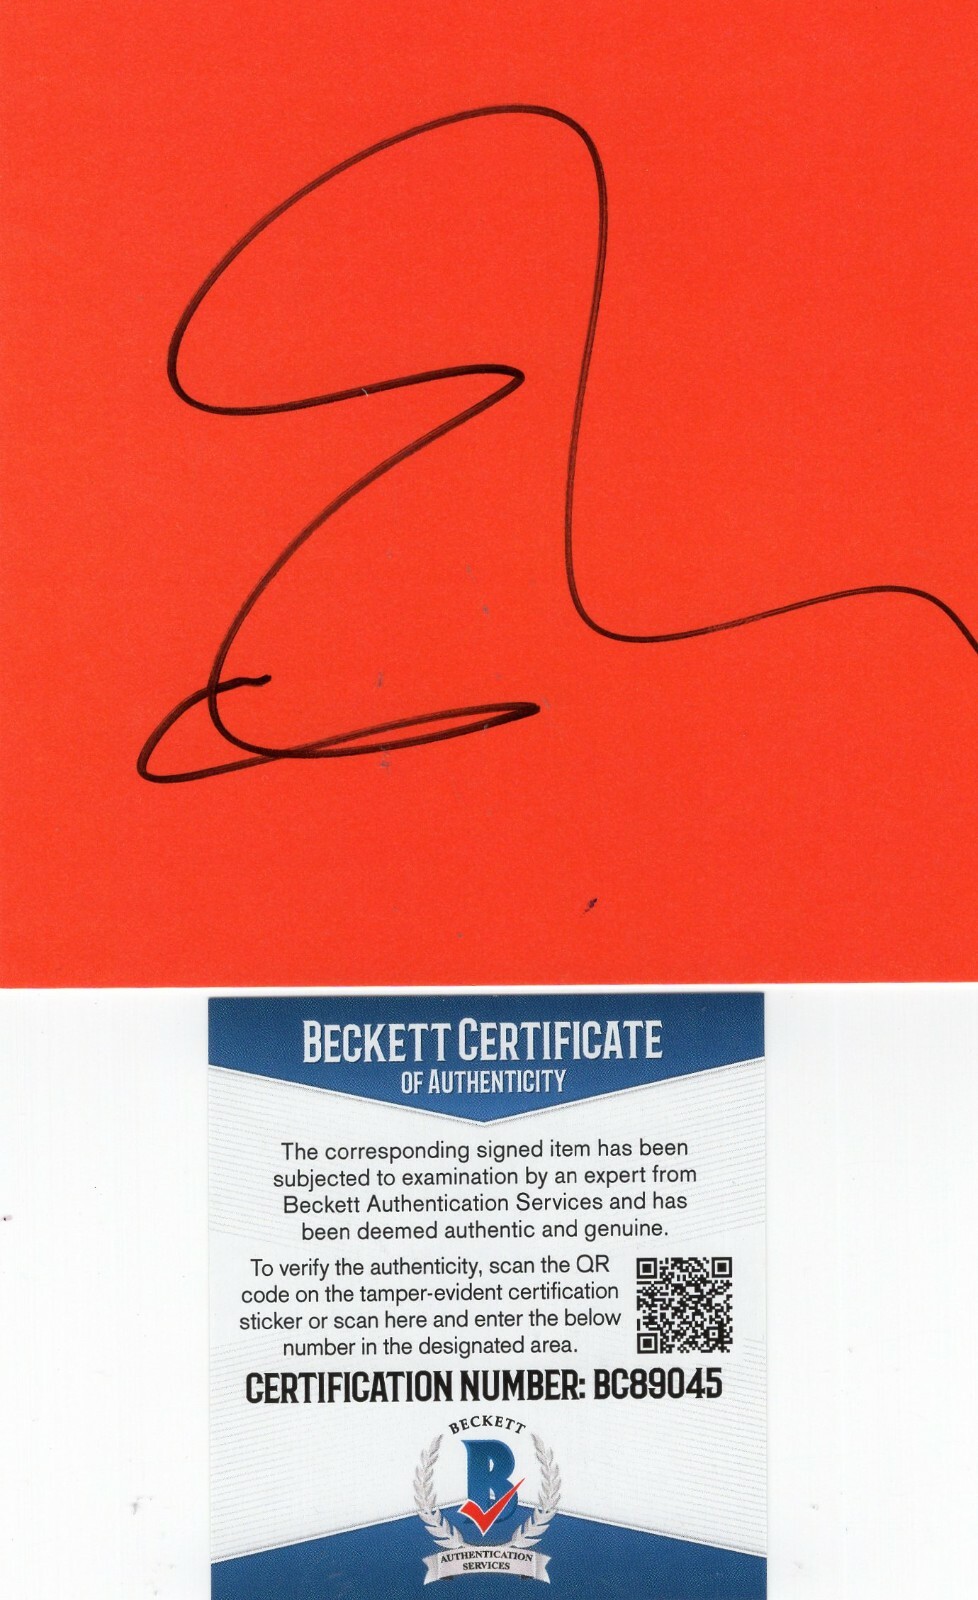 BECKETT CERTIFICATE
OF AUTHENTICITY
The corresponding signed item has been
subjected to examination by an expert from
Beckett Authentication Services and has
been deemed authentic and genuine.
To verify the authenticity, scan the QR
code on the tamper-evident certification
sticker or scan here and enter the below
number in the designated area.
CERTIFICATION NUMBER: BC89045
BECKETT
B
AUTHENTICATION
SERVICES